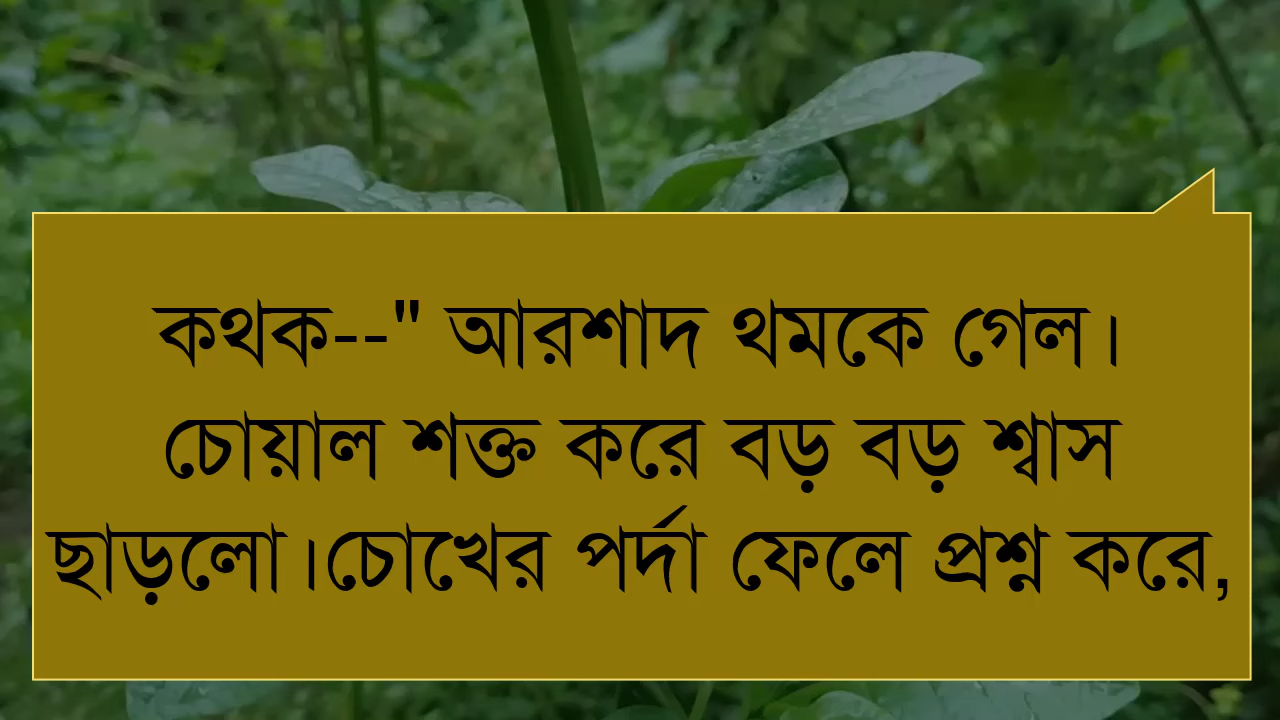 কথক--" আরশাদ থমকে গেল।
চোয়াল শক্ত করে বড় বড় শ্বাস
ছাড়লো।চোখের পর্দা ফেলে প্রশ্ন করে,